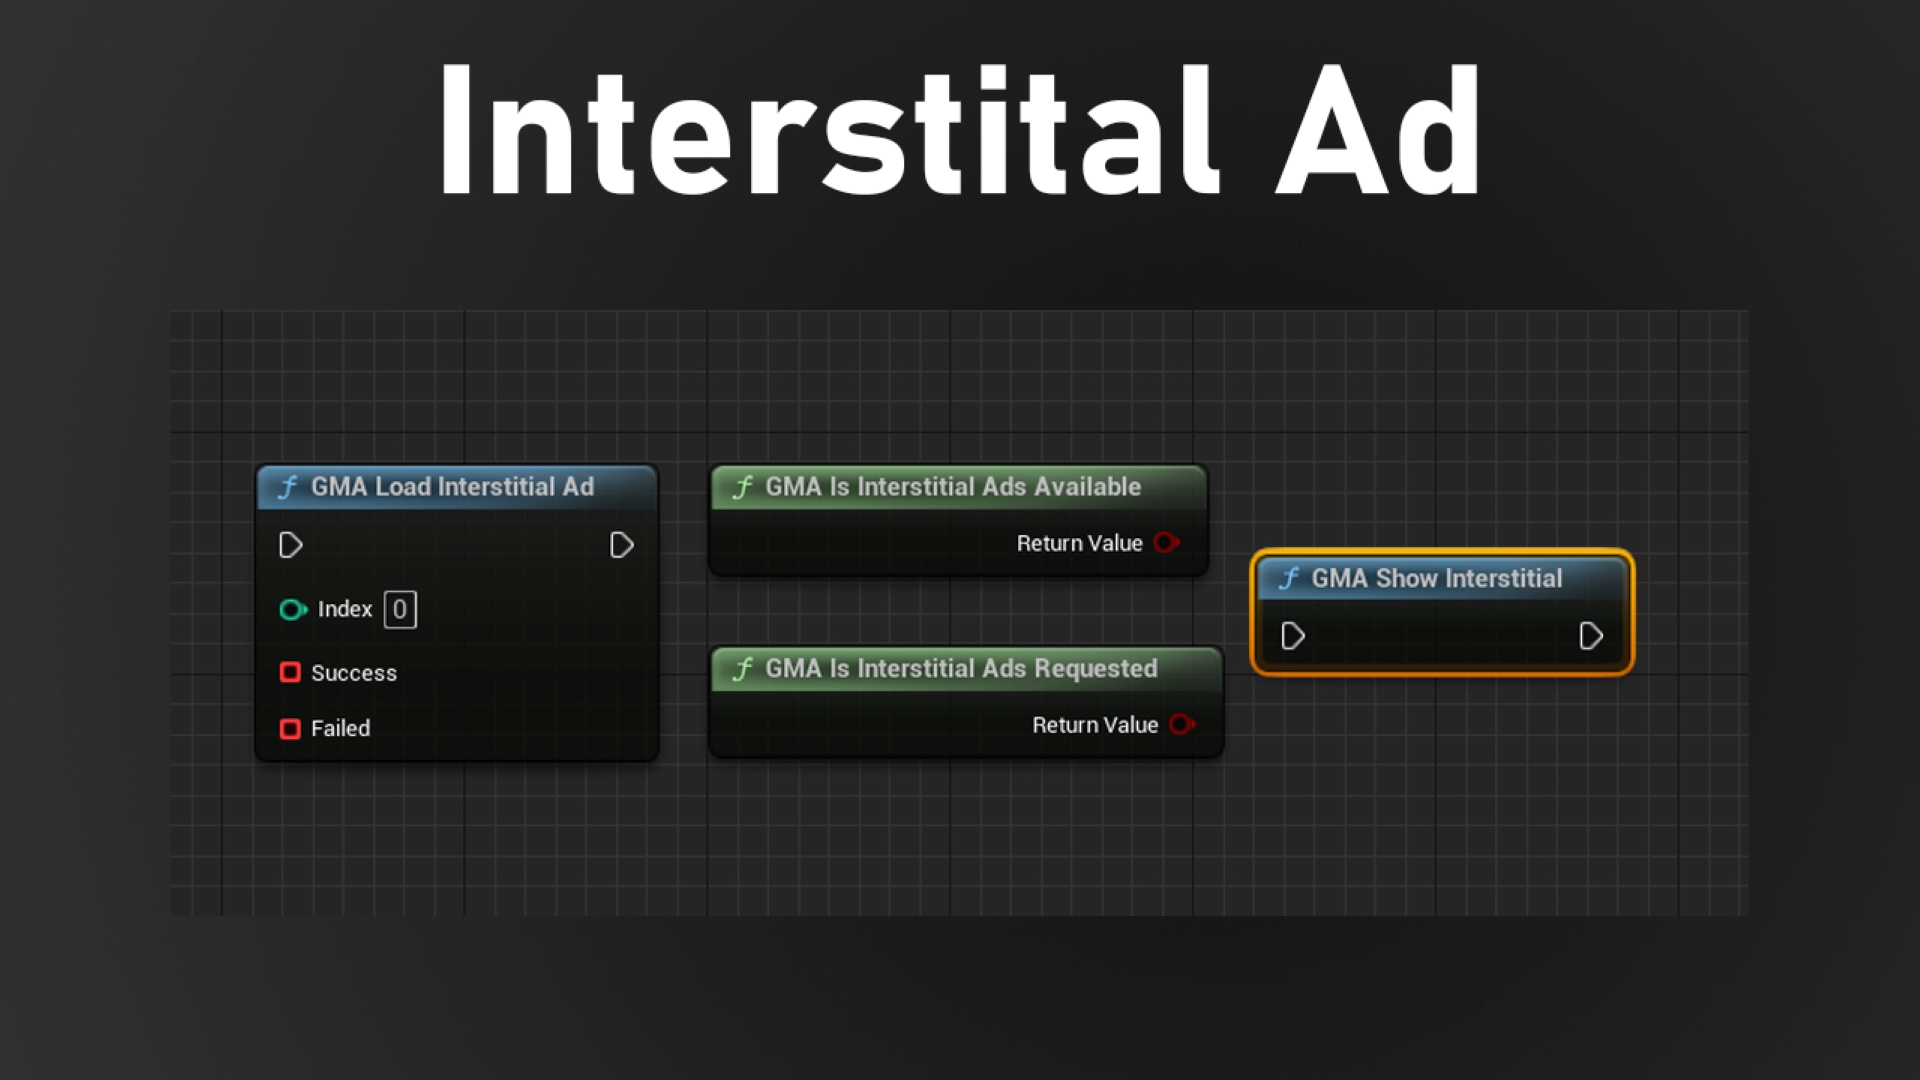 Interstital Ad
GMA Load Interstitial Ad
Index 0
Success
Failed
GMA Is Interstitial Ads Available
Return Value
GMA Is Interstitial Ads Requested
Return Value
GMA Show Interstitial